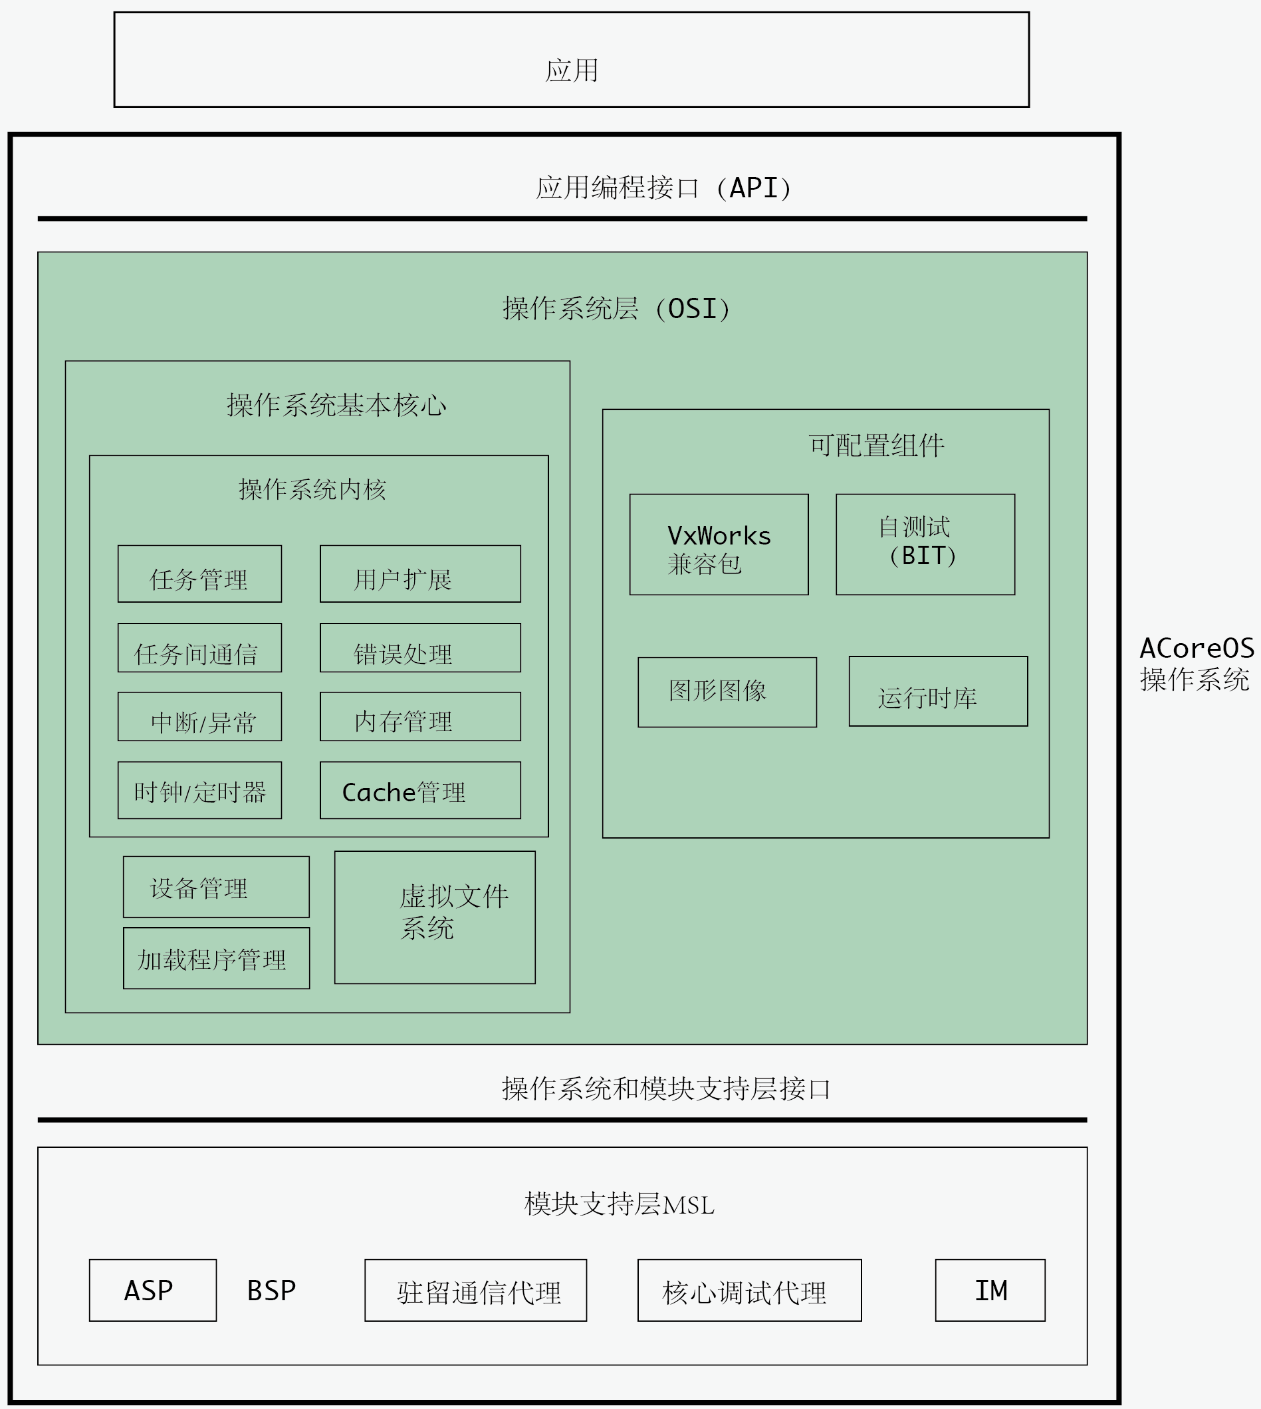 应用
应用编程接口 (API)
操作系统层 (OSI)
操作系统基本核心
操作系统内核
任务管理
用户扩展
任务间通信
错误处理
中断/异常
内存管理
时钟/定时器
Cache管理
设备管理
加载程序管理
虚拟文件
系统
可配置组件
VxWorks
兼容包
自测试
(BIT)
图形图像
运行时库
ACoreOS
操作系统
操作系统和模块支持层接口
模块支持层MSL
ASP
BSP
驻留通信代理
核心调试代理
IM